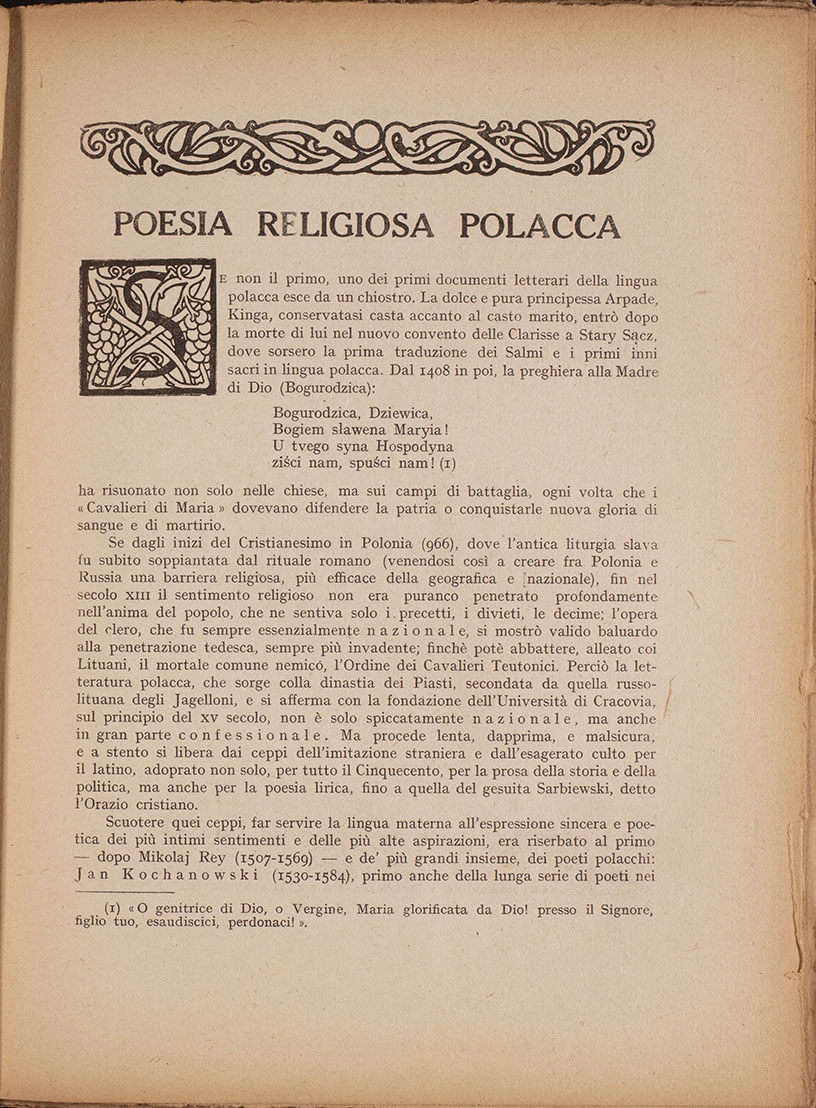 POESIA RELIGIOSA POLACCA
SE non il primo, uno dei primi documenti letterari della lingua
polacca esce da un chiostro. La dolce e pura principessa Arpade,
Kinga, conservatasi casta accanto al casto marito, entrò dopo
la morte di lui nel nuovo convento delle Clarisse a Stary Sącz,
dove sorsero la prima traduzione dei Salmi e i primi inni
sacri in lingua polacca. Dal 1408 in poi, la preghiera alla Madre
di Dio (Bogurodzica):
Bogurodzica, Dziewica,
Bogiem slawena Maryia!
U tvego syna Hospodyna
ziści nam, spuści nam! (1)
ha risuonato non solo nelle chiese, ma sui campi di battaglia, ogni volta che i
« Cavalieri di Maria » dovevano difendere la patria o conquistarle nuova gloria di
sangue e di martirio.
Se dagli inizi del Cristianesimo in Polonia (966), dove l'antica liturgia slava
fu subito soppiantata dal rituale romano (venendosi così a creare fra Polonia e
Russia una barriera religiosa, più efficace della geografica e nazionale), fin nel
secolo XIII il sentimento religioso non era puranco penetrato profondamente
nell'anima del popolo, che ne sentiva solo i precetti, i divieti, le decime; l'opera
del clero, che fu sempre essenzialmente nazionale, si mostrò valido baluardo
alla penetrazione tedesca, sempre più invadente; finchè potè abbattere, alleato coi
Lituani, il mortale comune nemicó, l'Ordine dei Cavalieri Teutonici. Perciò la let-
teratura polacca, che sorge colla dinastia dei Piasti, secondata da quella russo-
lituana degli Jagelloni, e si afferma con la fondazione dell'Università di Cracovia,
sul principio del XV secolo, non è solo spiccatamente nazionale, ma anche
in gran parte confessionale. Ma procede lenta, dapprima, e malsicura,
e a stento si libera dai ceppi dell'imitazione straniera e dall'esagerato culto per
il latino, adoprato non solo, per tutto il Cinquecento, per la prosa della storia e della
politica, ma anche per la poesia lirica, fino a quella del gesuita Sarbiewski, detto
l'Orazio cristiano.
Scuotere quei ceppi, far servire la lingua materna all'espressione sincera e poe-
tica dei più intimi sentimenti e delle più alte aspirazioni, era riserbato al primo
— dopo Mikolaj Rey (1507-1569) — e de' più grandi insieme, dei poeti polacchi:
Jan Kochanowski (1530-1584), primo anche della lunga serie di poeti nei
(1) « O genitrice di Dio, o Vergine, Maria glorificata da Dio! presso il Signore,
figlio tuo, esaudiscici, perdonaci! ».